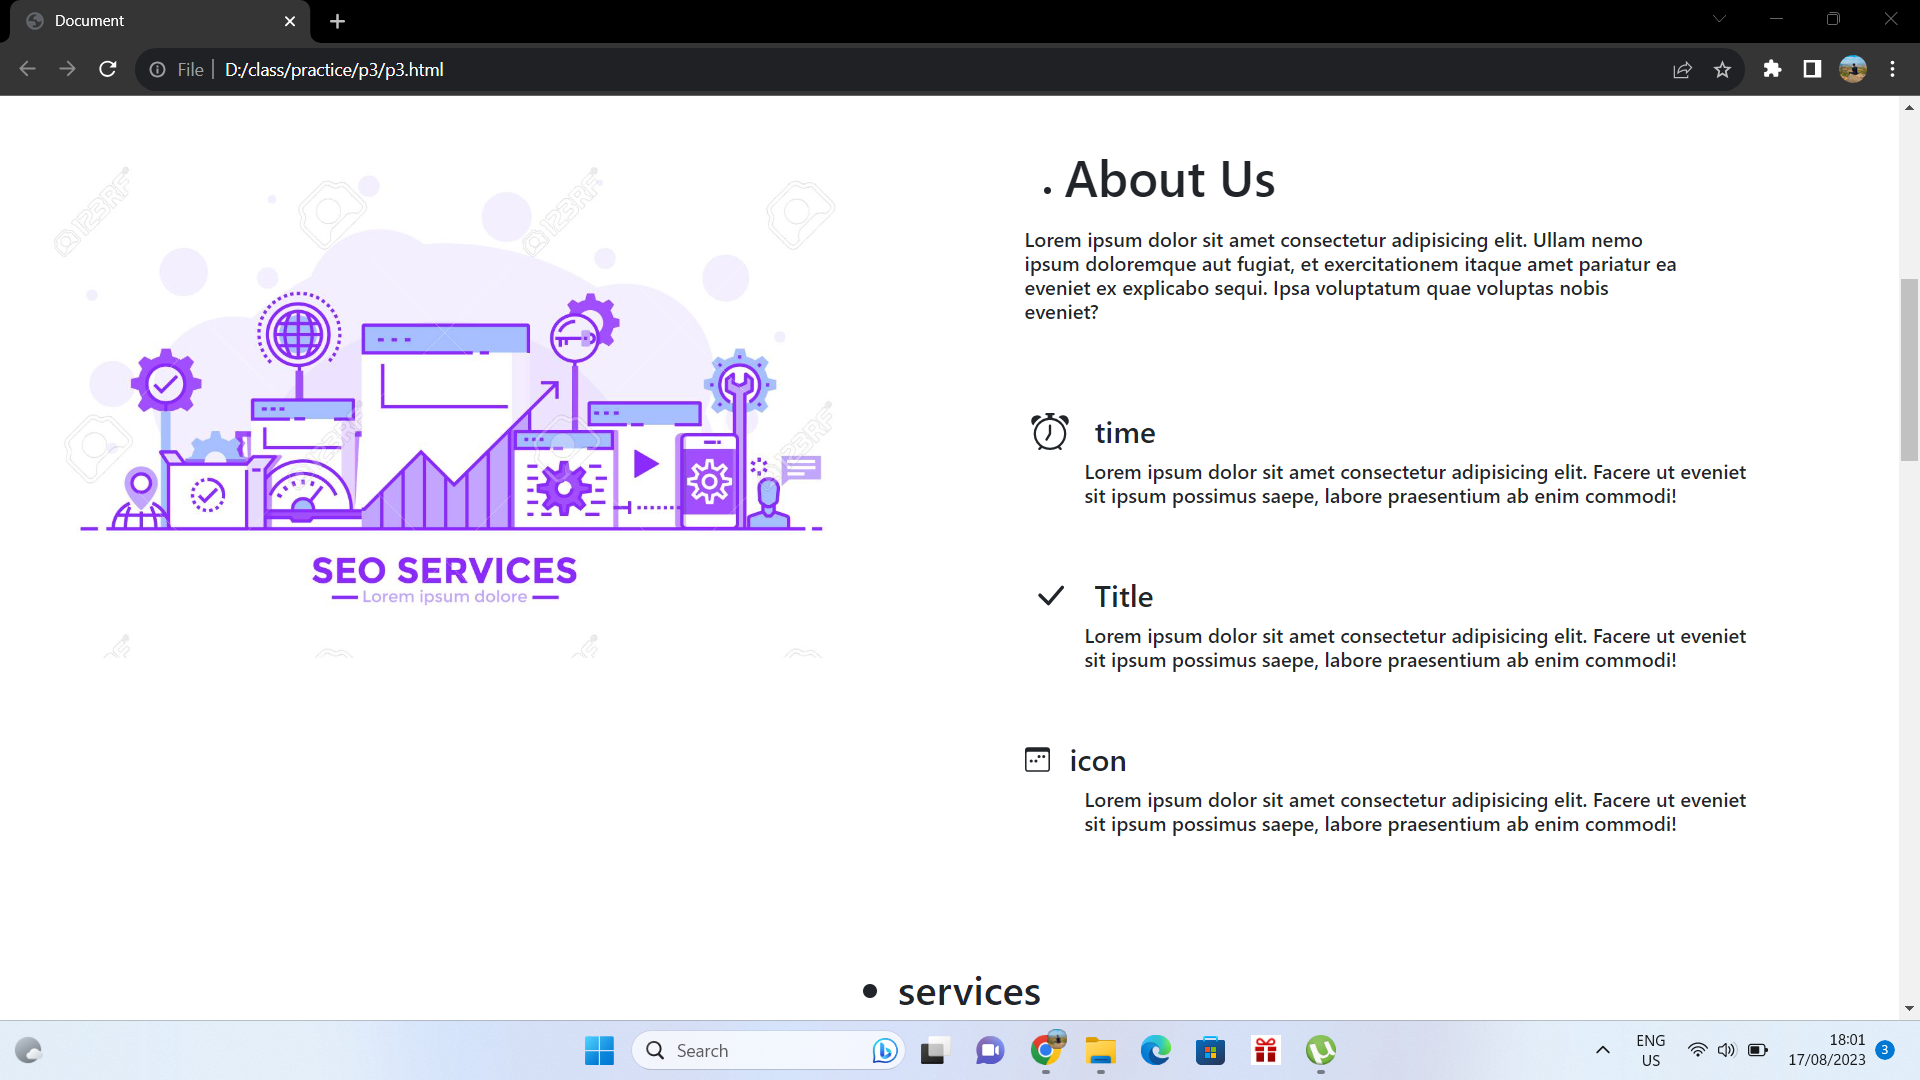 Document
File
D:/class/practice/p3/p3.html
123RF
123RF
SEO SERVICES
Lorem ipsum dolore
• About Us
Lorem ipsum dolor sit amet consectetur adipisicing elit. Ullam nemo
ipsum doloremque aut fugiat, et exercitationem itaque amet pariatur ea
eveniet ex explicabo sequi. Ipsa voluptatum quae voluptas nobis
eveniet?
time
Lorem ipsum dolor sit amet consectetur adipisicing elit. Facere ut eveniet
sit ipsum possimus saepe, labore praesentium ab enim commodi!
Title
Lorem ipsum dolor sit amet consectetur adipisicing elit. Facere ut eveniet
sit ipsum possimus saepe, labore praesentium ab enim commodi!
icon
Lorem ipsum dolor sit amet consectetur adipisicing elit. Facere ut eveniet
sit ipsum possimus saepe, labore praesentium ab enim commodi!
• services
Search
ENG
US
18:01
17/08/2023
3